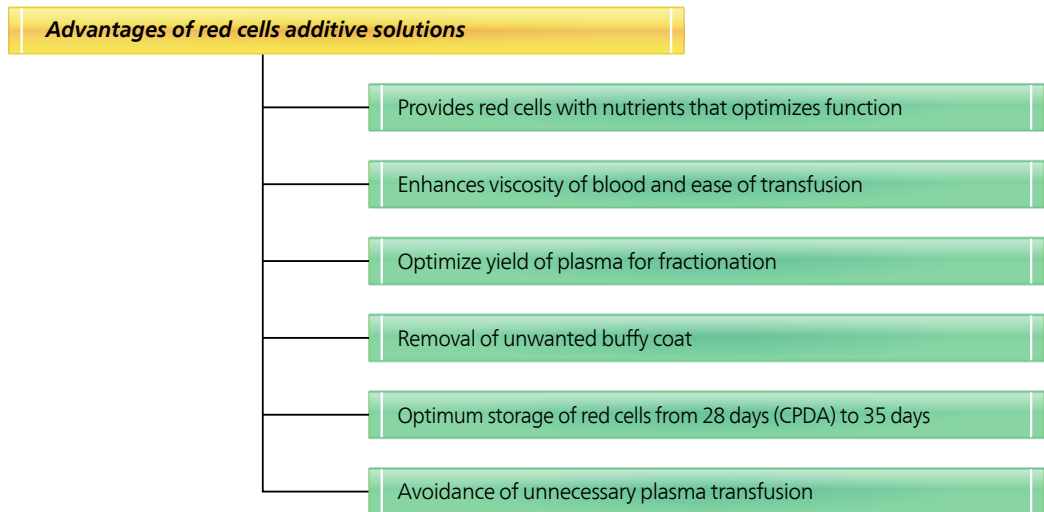 Advantages of red cells additive solutions
Provides red cells with nutrients that optimizes function
Enhances viscosity of blood and ease of transfusion
Optimize yield of plasma for fractionation
Removal of unwanted buffy coat
Optimum storage of red cells from 28 days (CPDA) to 35 days
Avoidance of unnecessary plasma transfusion